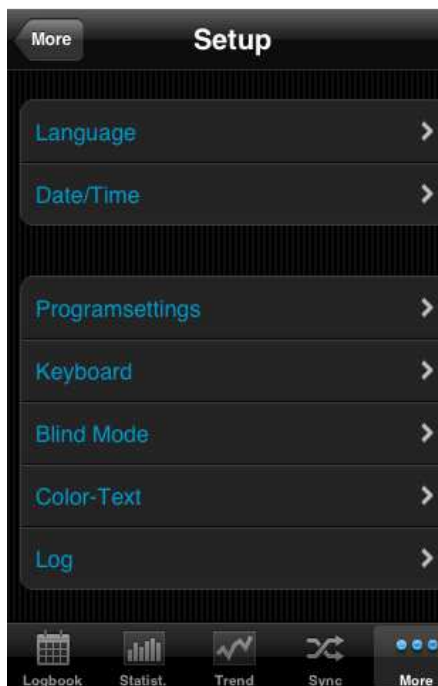 More Setup
Language
Date/Time
Programsettings
Keyboard
Blind Mode
Color-Text
Log
Logbook Statist. Trend Sync More